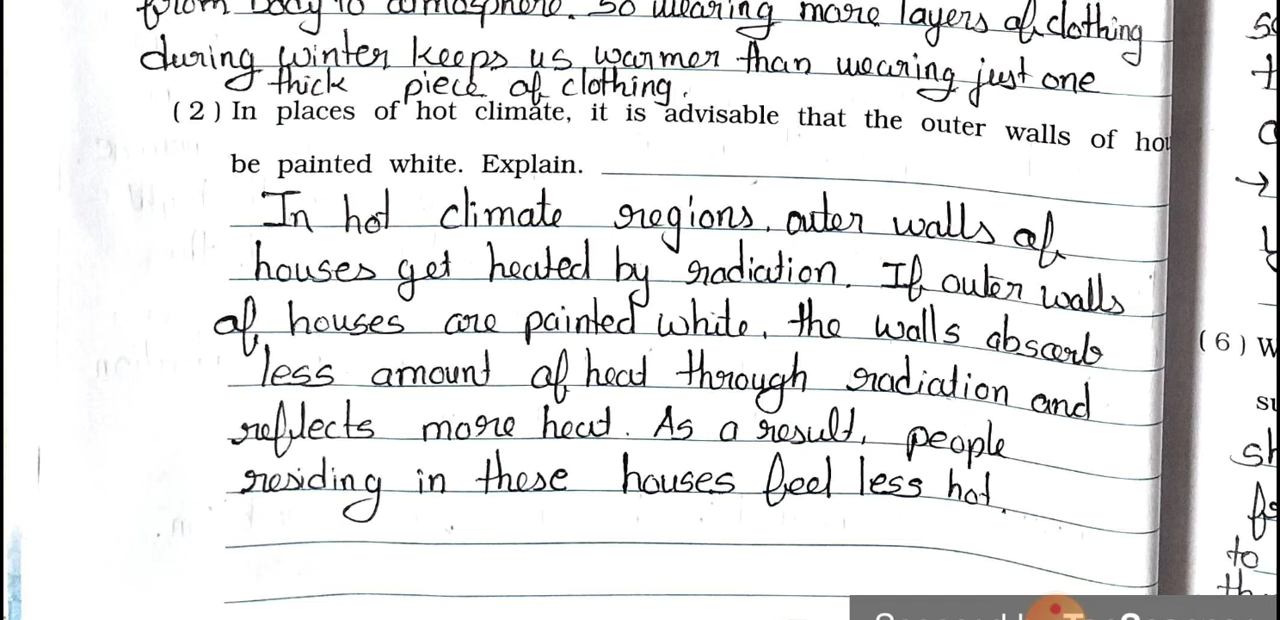 from body to atmosphere. So wearing more layers of clothing
during winter keeps us warmer than wearing just one
thick piece of clothing.
(2) In places of hot climate, it is advisable that the outer walls of hou
be painted white. Explain.
In hot climate regions, outer walls of
houses get heated by radiation. If outer walls
of houses are painted white, the walls absorb
less amount of heat through radiation and
reflects more heat. As a result, people
residing in these houses feel less hot.
(6) W
sh
to